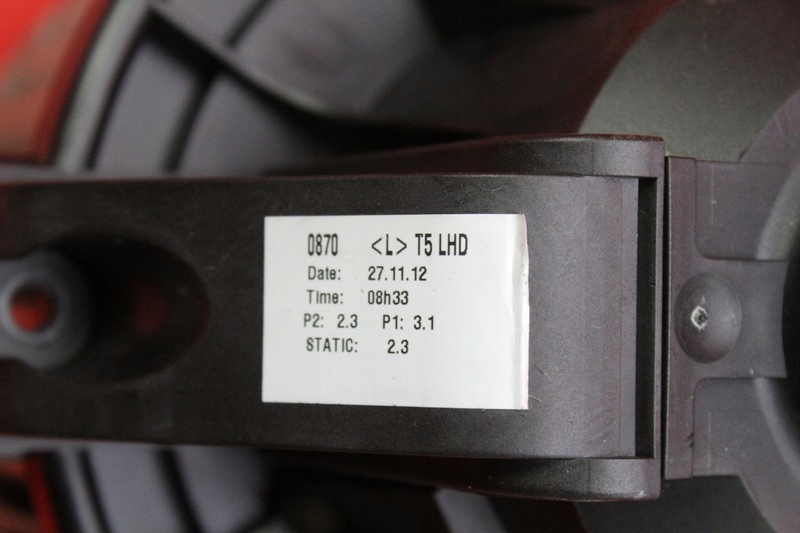 0870 <L> T5 LHD
Date: 27.11.12
Time: 08h33
P2: 2.3 P1: 3.1
STATIC: 2.3